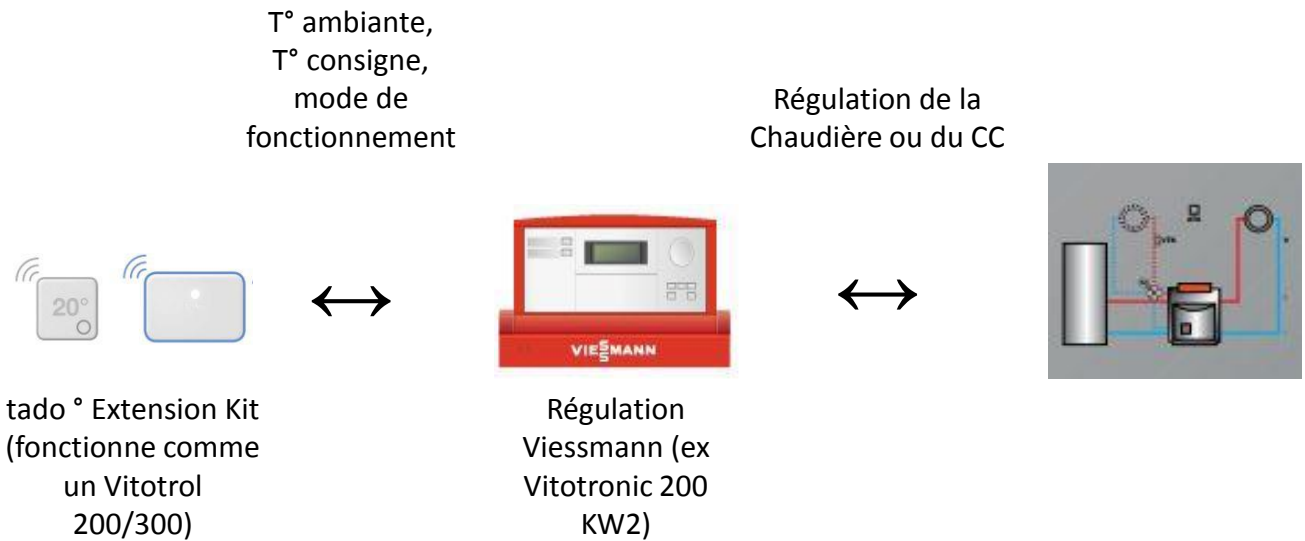 T° ambiante,
T° consigne,
mode de
fonctionnement
Régulation de la
Chaudière ou du CC
20°
VIESSMANN
tado ° Extension Kit
(fonctionne comme
un Vitotrol
200/300)
Régulation
Viessmann (ex
Vitotronic 200
KW2)